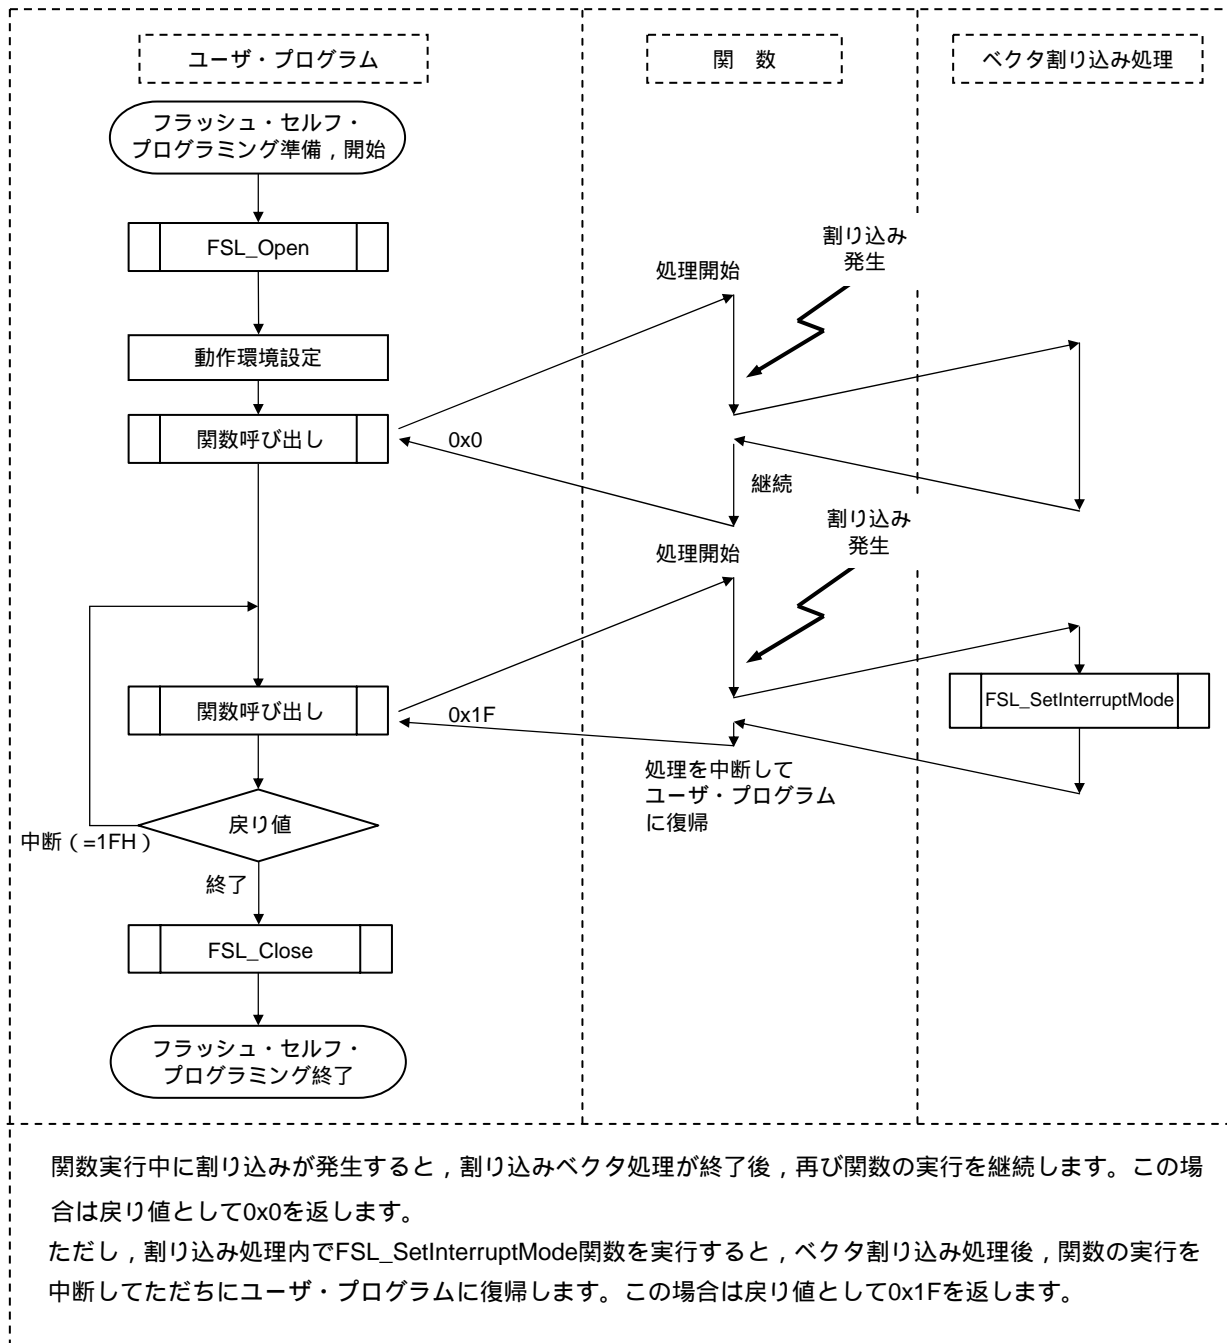 ユーザ・プログラム
関　数
ベクタ割り込み処理
フラッシュ・セルフ・
プログラミング準備，開始
FSL_Open
動作環境設定
関数呼び出し
処理開始
割り込み
発生
0x0
継続
処理開始
割り込み
発生
関数呼び出し
0x1F
FSL_SetInterruptMode
処理を中断して
ユーザ・プログラム
に復帰
戻り値
中断（=1FH）
終了
FSL_Close
フラッシュ・セルフ・
プログラミング終了
関数実行中に割り込みが発生すると，割り込みベクタ処理が終了後，再び関数の実行を継続します。この場
合は戻り値として0x0を返します。
ただし，割り込み処理内でFSL_SetInterruptMode関数を実行すると，ベクタ割り込み処理後，関数の実行を
中断してただちにユーザ・プログラムに復帰します。この場合は戻り値として0x1Fを返します。